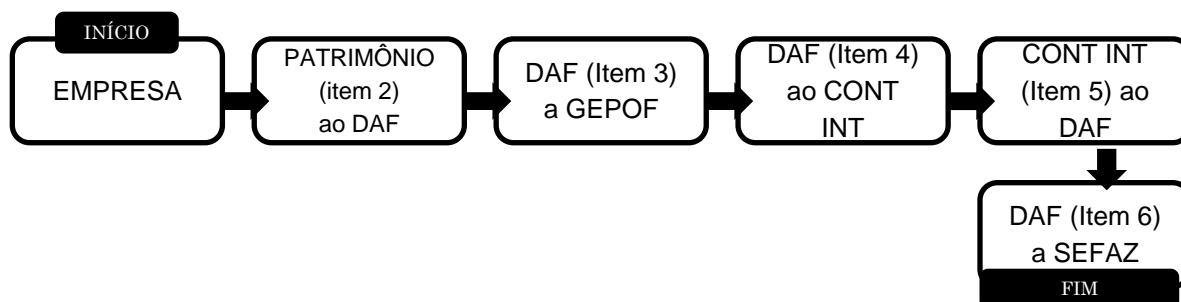 INÍCIO
EMPRESA
PATRIMÔNIO
(item 2)
ao DAF
DAF (Item 3)
a GEPOF
DAF (Item 4)
ao CONT
INT
CONT INT
(Item 5) ao
DAF
DAF (Item 6)
a SEFAZ
FIM